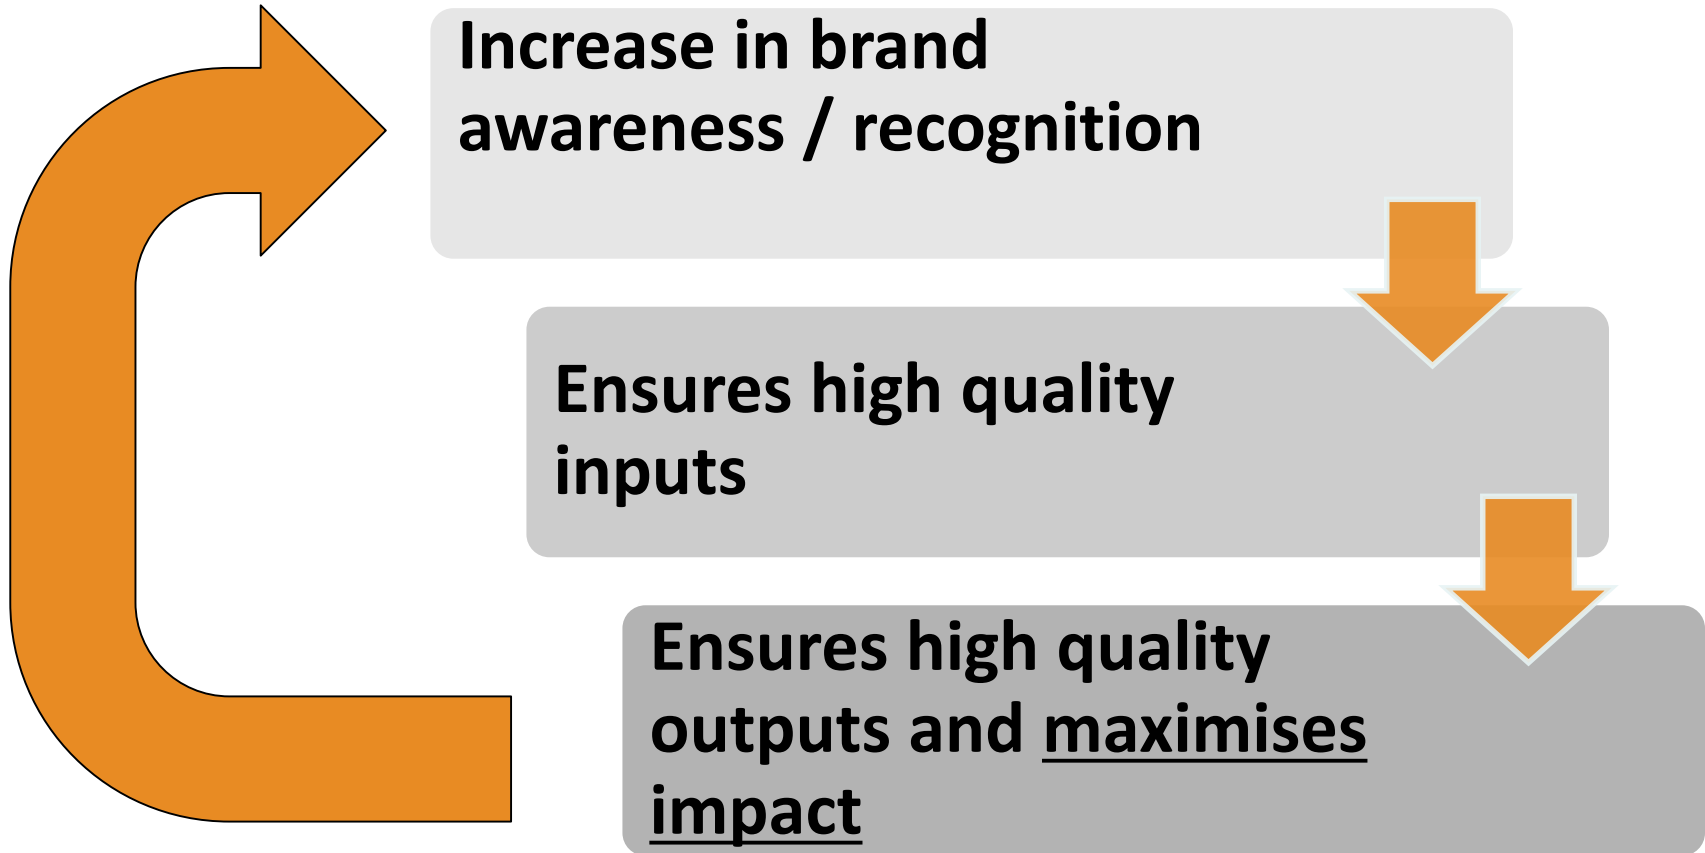 Increase in brand
awareness / recognition
Ensures high quality
inputs
Ensures high quality
outputs and maximises
impact